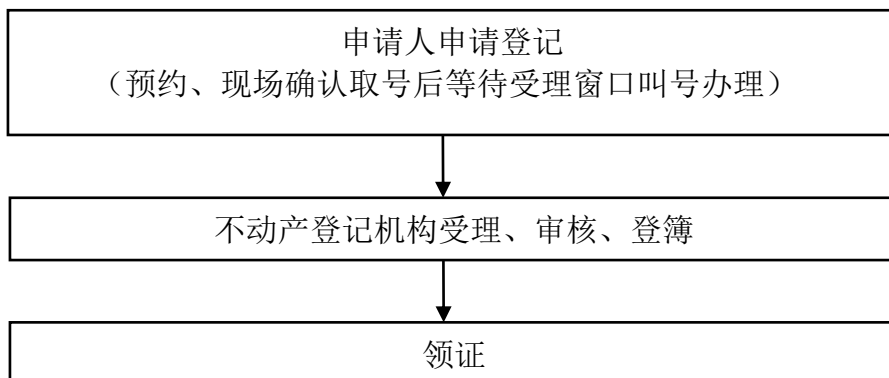 申请人申请登记
（预约、现场确认取号后等待受理窗口叫号办理）
不动产登记机构受理、审核、登簿
领证